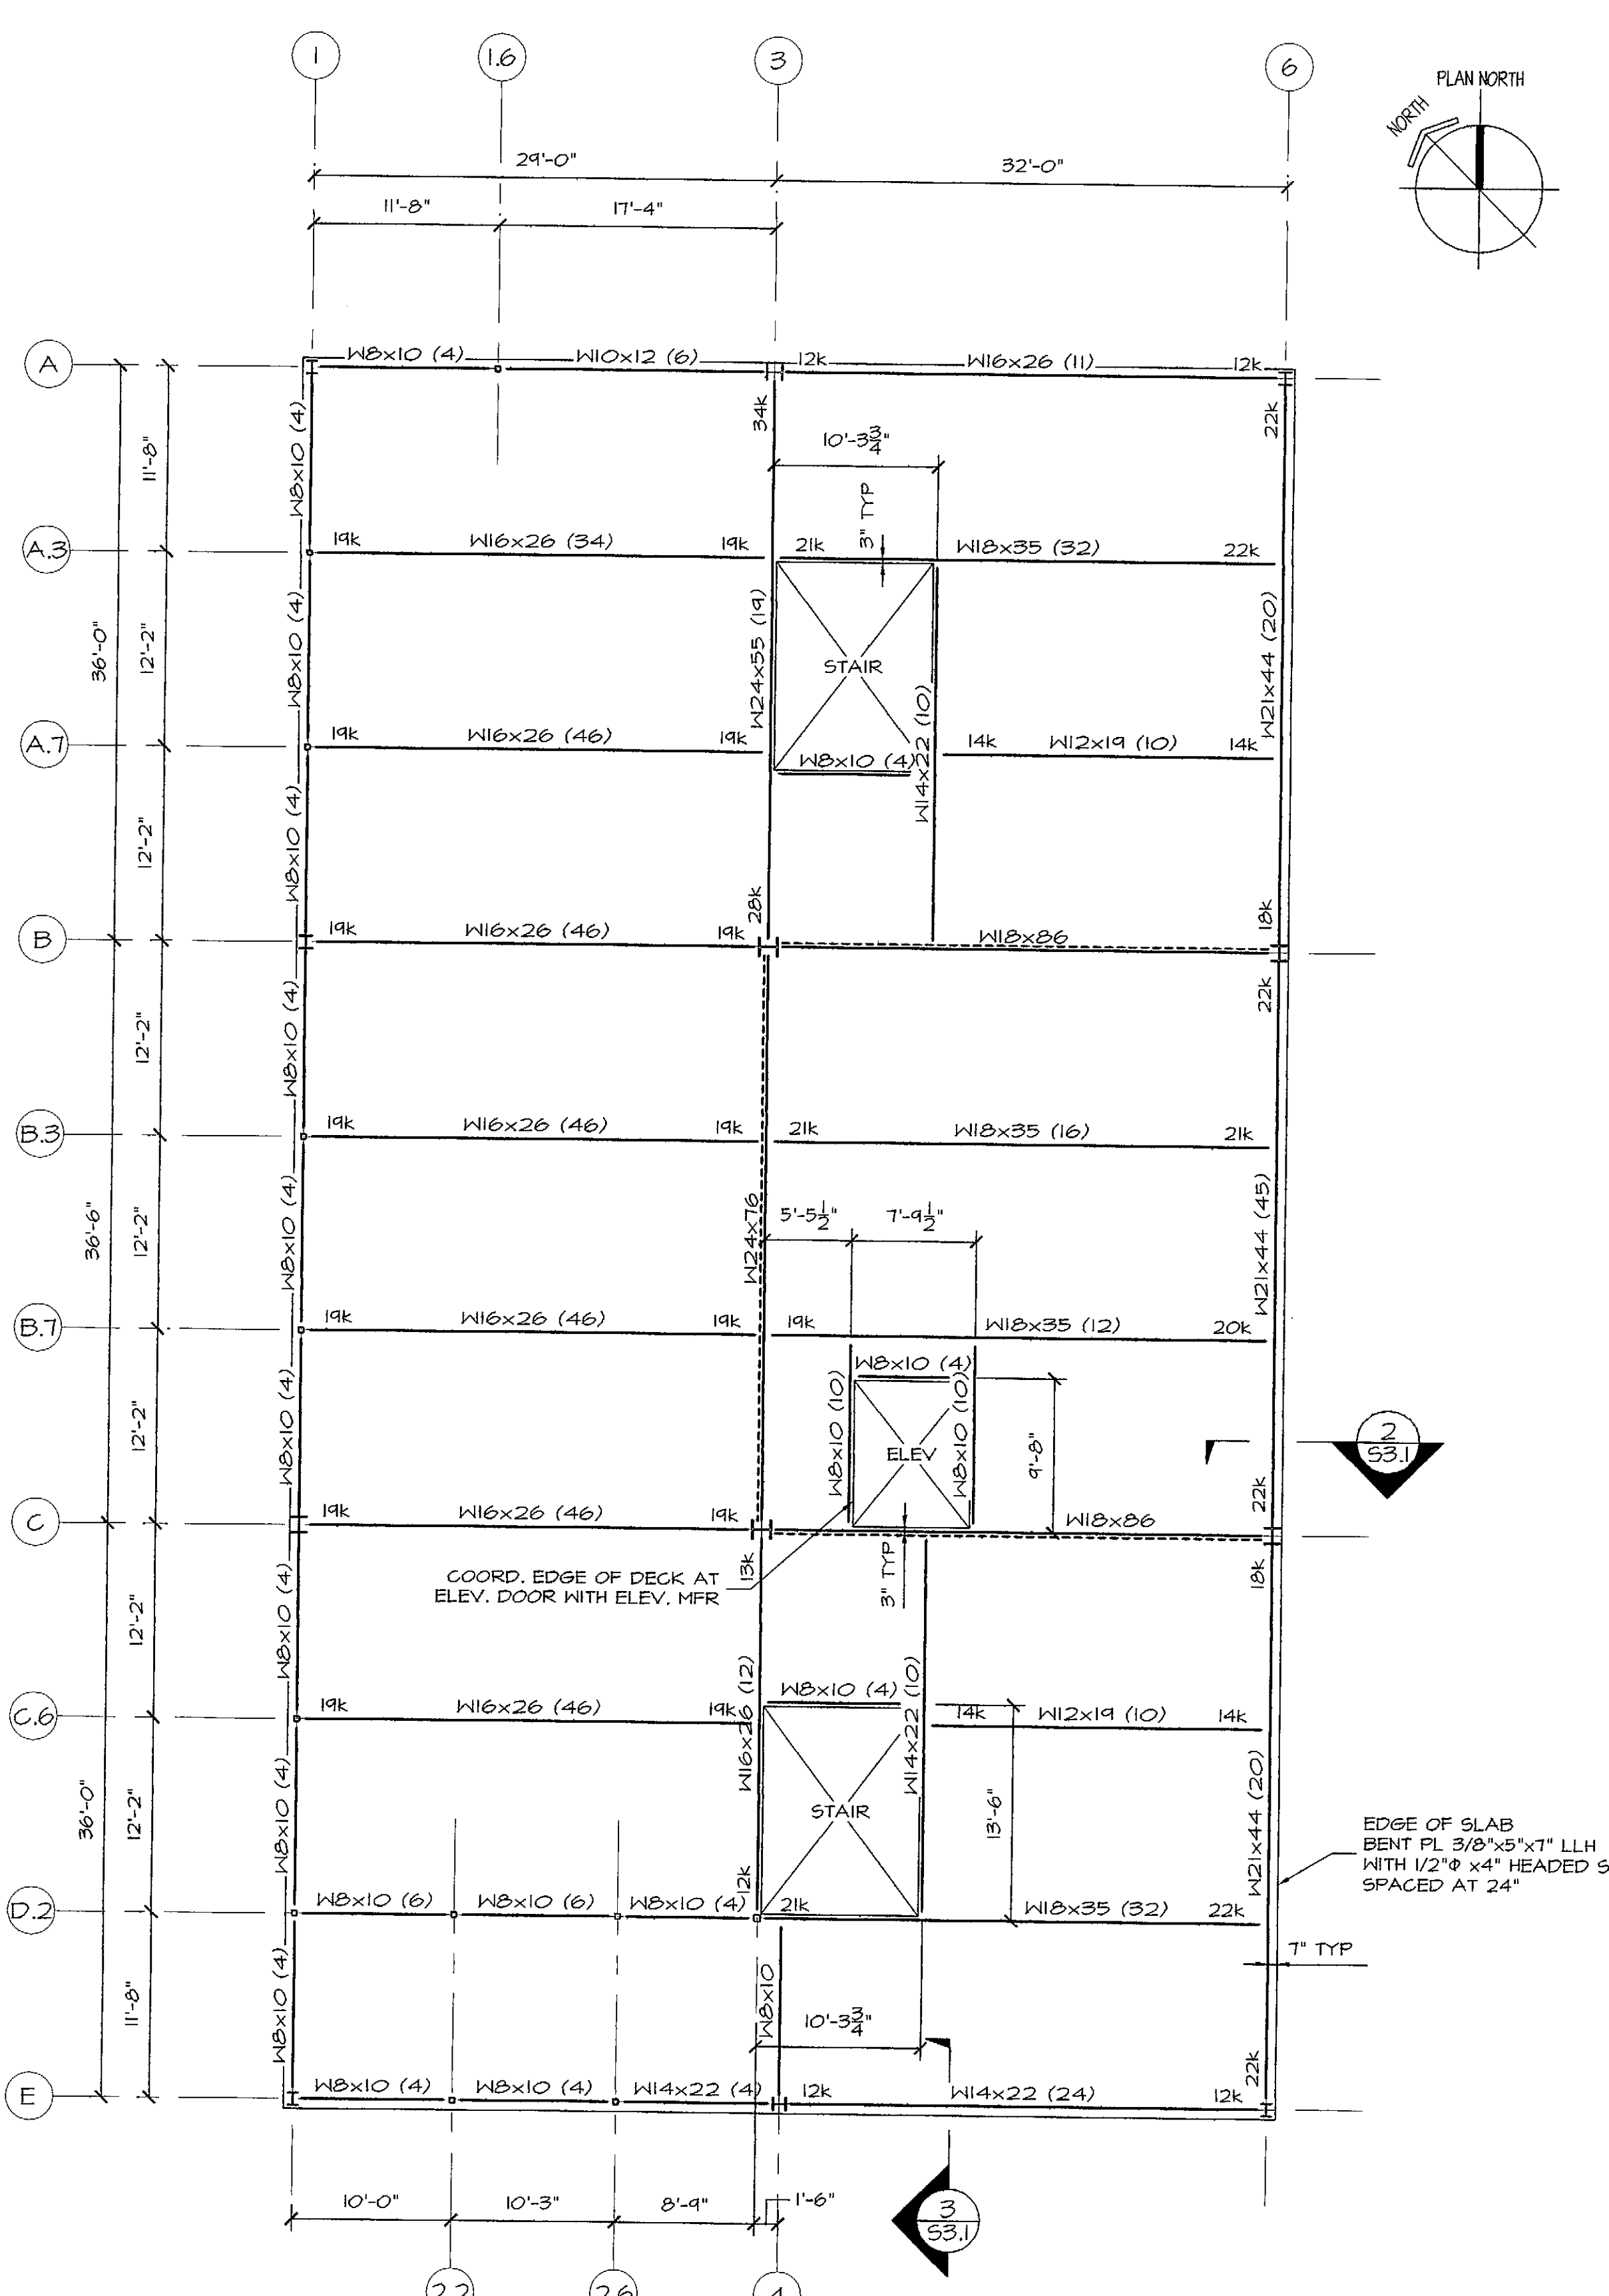 1
1.6
3
6
PLAN NORTH
NORTH
29'-0"
32'-0"
11'-8"
17'-4"
A
W8x10 (4)
W10x12 (6)
12k
W16x26 (11)
12k
W8x10 (4)
34k
22k
11'-8"
10'-3 3/4"
3" TYP
A.3
19k
W16x26 (34)
19k
21k
W18x35 (32)
22k
36'-0"
12'-2"
W8x10 (4)
W24x55 (19)
STAIR
W14x22 (10)
W21x44 (20)
A.7
19k
W16x26 (46)
19k
W8x10 (4)
14k
W12x19 (10)
14k
12'-2"
W8x10 (4)
28k
18k
B
19k
W16x26 (46)
19k
W18x86
22k
12'-2"
W8x10 (4)
B.3
19k
W16x26 (46)
19k
21k
W18x35 (16)
21k
36'-6"
12'-2"
W8x10 (4)
W24x76
5'-5 1/2"
7'-9 1/2"
W21x44 (45)
B.7
19k
W16x26 (46)
19k
19k
W18x35 (12)
20k
W8x10 (4)
12'-2"
W8x10 (4)
W8x10 (10)
ELEV
W8x10 (10)
9'-8"
2
S3.1
22k
C
19k
W16x26 (46)
19k
W18x86
13k
3" TYP
18k
COORD. EDGE OF DECK AT
ELEV. DOOR WITH ELEV. MFR
12'-2"
W8x10 (4)
W8x10 (4)
C.6
19k
W16x26 (46)
19k
W16x26 (12)
W14x22 (10)
14k
W12x19 (10)
14k
36'-0"
12'-2"
W8x10 (4)
STAIR
13'-6"
W21x44 (20)
EDGE OF SLAB
BENT PL 3/8"x5"x7" LLH
WITH 1/2"Φ x4" HEADED S
SPACED AT 24"
12k
D.2
W8x10 (6)
W8x10 (6)
W8x10 (4)
21k
W18x35 (32)
22k
7" TYP
11'-8"
W8x10 (4)
W8x10
10'-3 3/4"
22k
E
W8x10 (4)
W8x10 (4)
W14x22 (4)
12k
W14x22 (24)
12k
10'-0"
10'-3"
8'-9"
1'-6"
3
S3.1
2.2
2.6
4